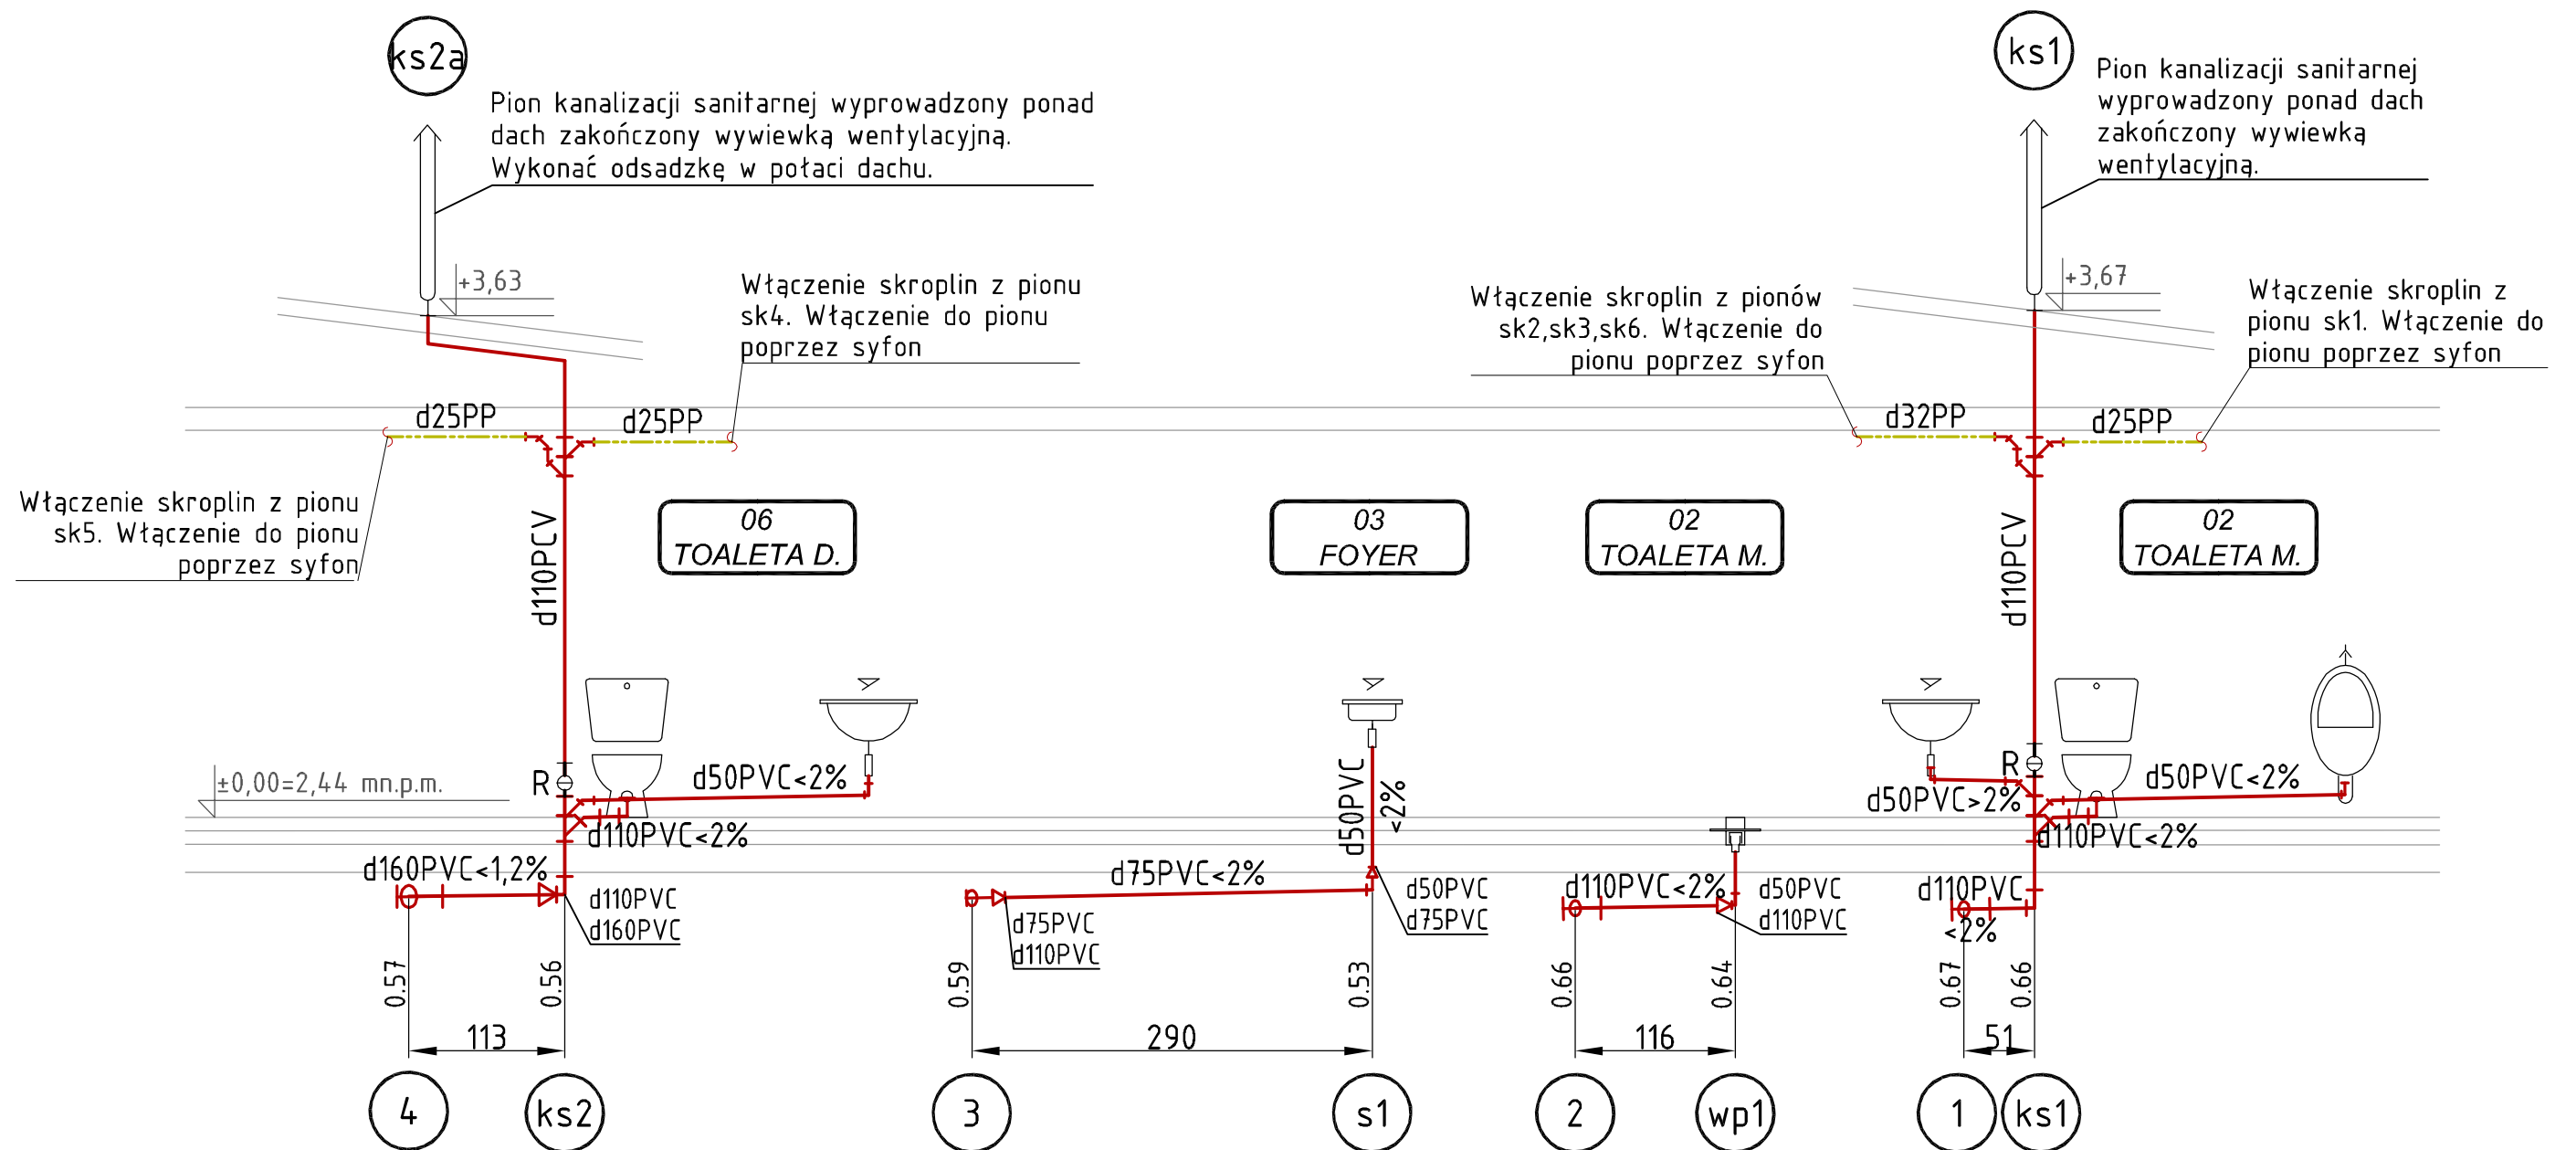 ks2a
ks1
Pion kanalizacji sanitarnej wyprowadzony ponad
dach zakończony wywiewką wentylacyjną.
Wykonać odsadzkę w połaci dachu.
Pion kanalizacji sanitarnej
wyprowadzony ponad dach
zakończony wywiewką
wentylacyjną.
+3,63
Włączenie skroplin z pionu
sk4. Włączenie do pionu
poprzez syfon
Włączenie skroplin z pionów
sk2,sk3,sk6. Włączenie do
pionu poprzez syfon
+3,67
Włączenie skroplin z
pionu sk1. Włączenie do
pionu poprzez syfon
d25PP
d25PP
d32PP
d25PP
Włączenie skroplin z pionu
sk5. Włączenie do pionu
poprzez syfon
d110PCV
06
TOALETA D.
03
FOYER
02
TOALETA M.
d110PCV
02
TOALETA M.
±0,00=2,44 mn.p.m.
R
d50PVC<2%
d110PVC<2%
d50PVC
<2%
R
d50PVC>2%
d50PVC<2%
d110PVC<2%
d160PVC<1,2%
d110PVC
d160PVC
d75PVC<2%
d75PVC
d110PVC
d50PVC
d75PVC
d110PVC<2%
d50PVC
d110PVC
d110PVC
<2%
0.57
0.56
0.59
0.53
0.66
0.64
0.67
0.66
113
290
116
51
4
ks2
3
s1
2
wp1
1
ks1